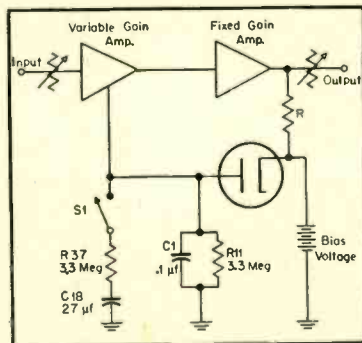 Variable Gain
Amp.
Fixed Gain
Amp.
Input
Output
R
S1
R37
3.3 Meg
C18
27 µf
C1
.1 µf
R11
3.3 Meg
Bias
Voltage